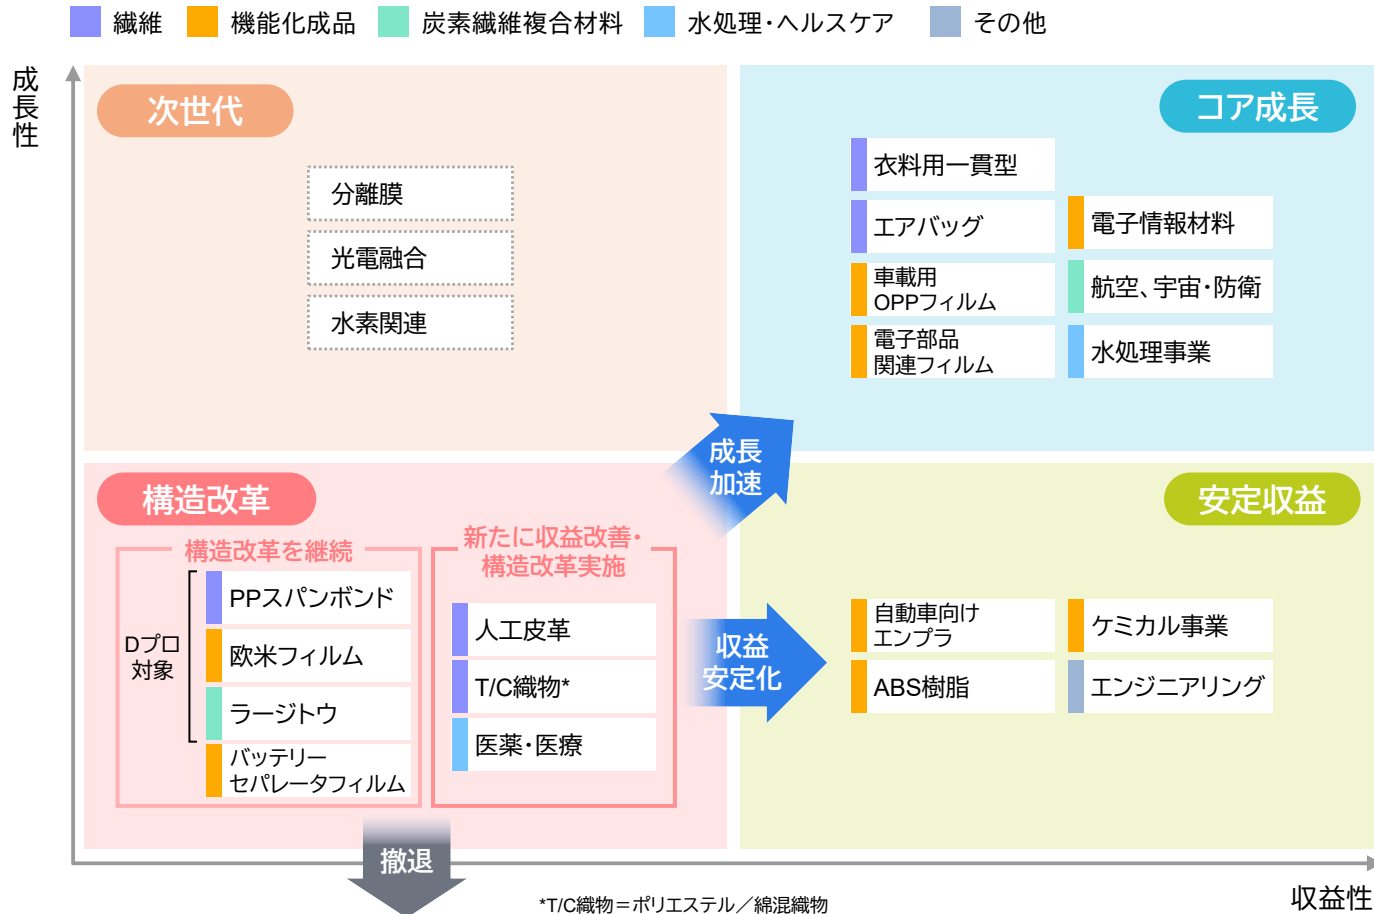 繊維
機能化成品
炭素繊維複合材料
水処理・ヘルスケア
その他
成長性
次世代
分離膜
光電融合
水素関連
コア成長
衣料用一貫型
エアバッグ
車載用
OPPフィルム
電子部品
関連フィルム
電子情報材料
航空、宇宙・防衛
水処理事業
成長
加速
構造改革
構造改革を継続
Dプロ
対象
PPスパンボンド
欧米フィルム
ラージトウ
バッテリー
セパレータフィルム
新たに収益改善・
構造改革実施
人工皮革
T/C織物*
医薬・医療
収益
安定化
安定収益
自動車向け
エンプラ
ABS樹脂
ケミカル事業
エンジニアリング
撤退
*T/C織物＝ポリエステル／綿混織物
収益性